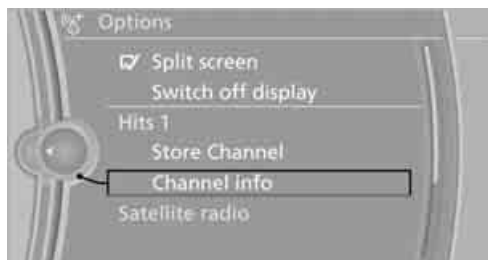 Options
Split screen
Switch off display
Hits 1
Store Channel
Channel info
Satellite radio